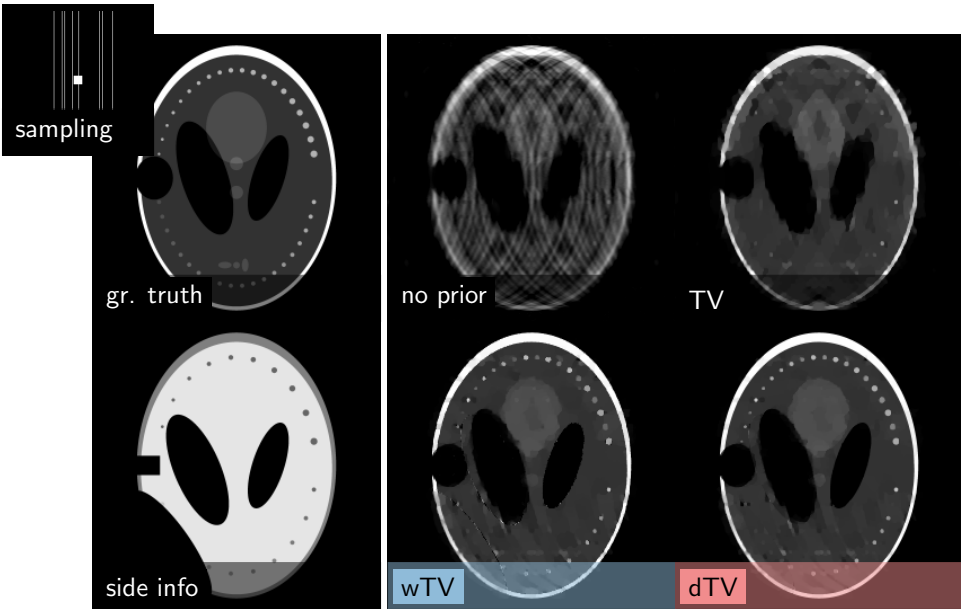 sampling
gr. truth
no prior
TV
side info
wTV
dTV